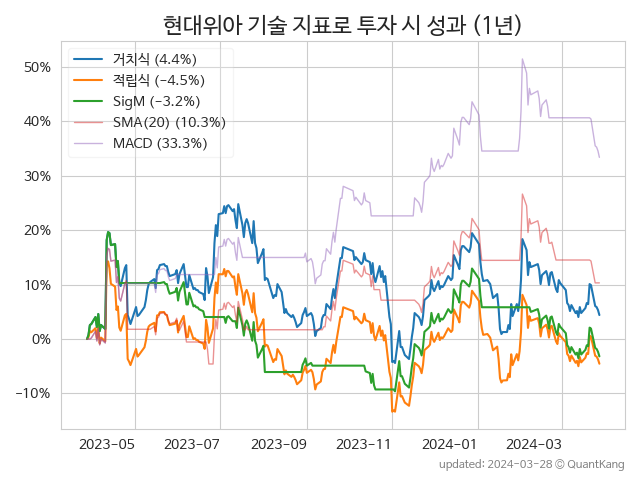 현대위아 기술 지표로 투자 시 성과 (1년)
거치식 (4.4%)
적립식 (−4.5%)
SigM (−3.2%)
SMA(20) (10.3%)
MACD (33.3%)
50%
40%
30%
20%
10%
0%
−10%
2023-05 2023-07 2023-09 2023-11 2024-01 2024-03
updated: 2024-03-28 © QuantKang